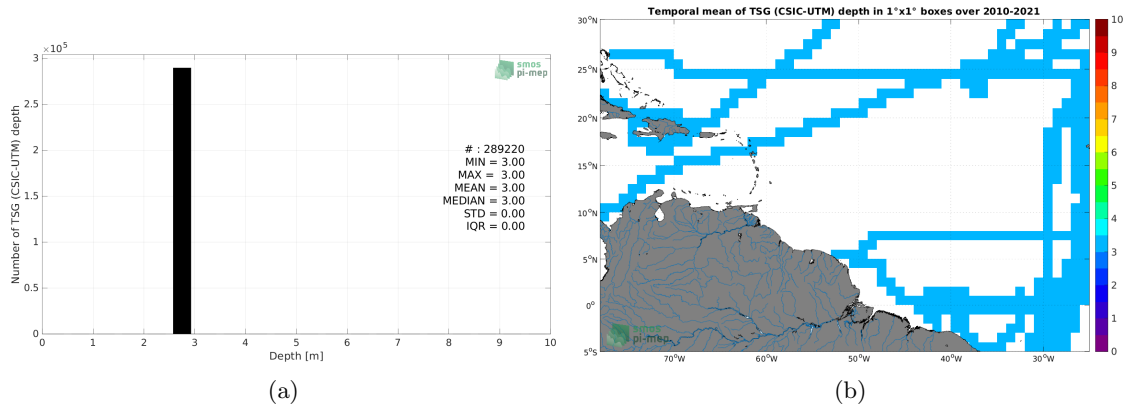 ×10⁵
3
2.5
2
1.5
1
0.5
0
0 1 2 3 4 5 6 7 8 9 10
Number of TSG (CSIC-UTM) depth
Depth [m]
smos
pi-mep
# : 289220
MIN = 3.00
MAX = 3.00
MEAN = 3.00
MEDIAN = 3.00
STD = 0.00
IQR = 0.00
(a)
Temporal mean of TSG (CSIC-UTM) depth in 1°x1° boxes over 2010-2021
30°N
25°N
20°N
15°N
10°N
5°N
0°
5°S
70°W 60°W 50°W 40°W 30°W
smos
pi-mep
10
9
8
7
6
5
4
3
2
1
0
(b)